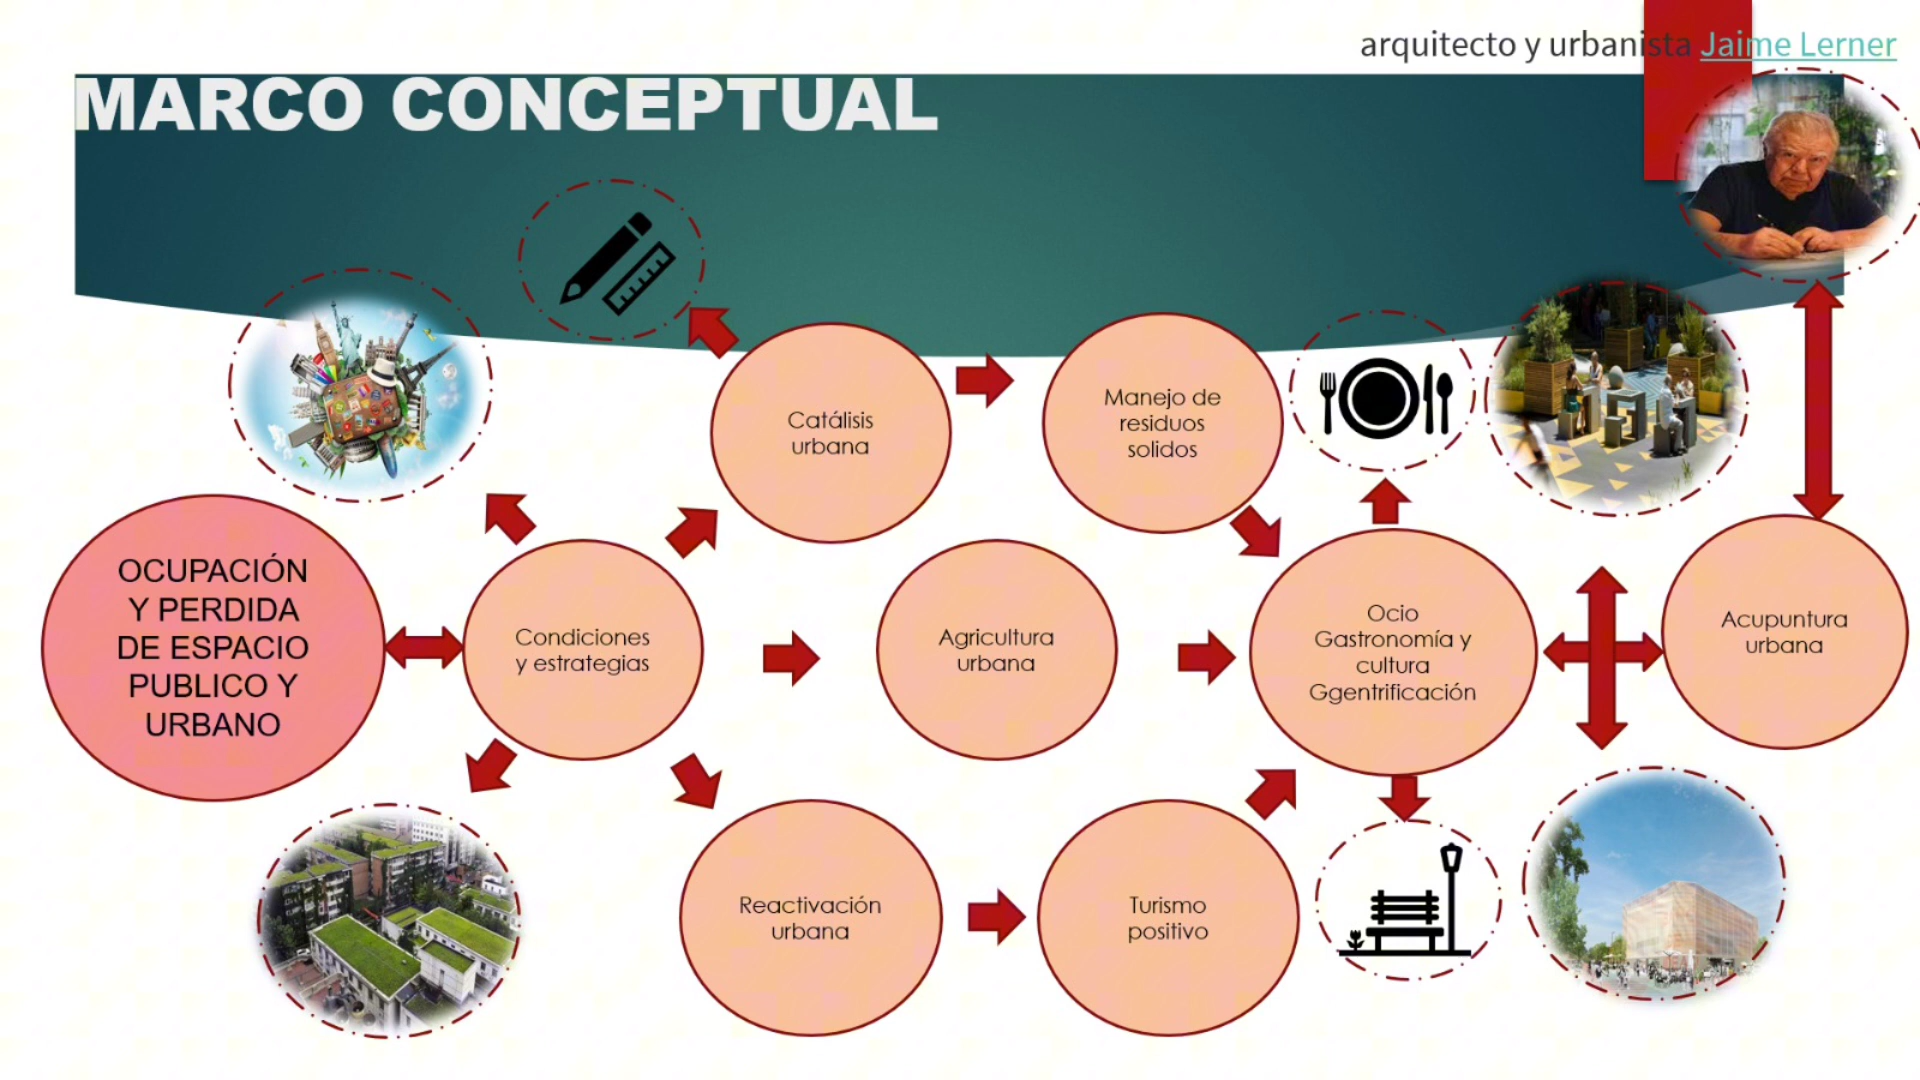 arquitecto y urbanista Jaime Lerner
MARCO CONCEPTUAL
Catálisis
urbana
Manejo de
residuos
solidos
OCUPACIÓN
Y PERDIDA
DE ESPACIO
PUBLICO Y
URBANO
Condiciones
y estrategias
Agricultura
urbana
Ocio
Gastronomía y
cultura
Ggentrificación
Acupuntura
urbana
Reactivación
urbana
Turismo
positivo